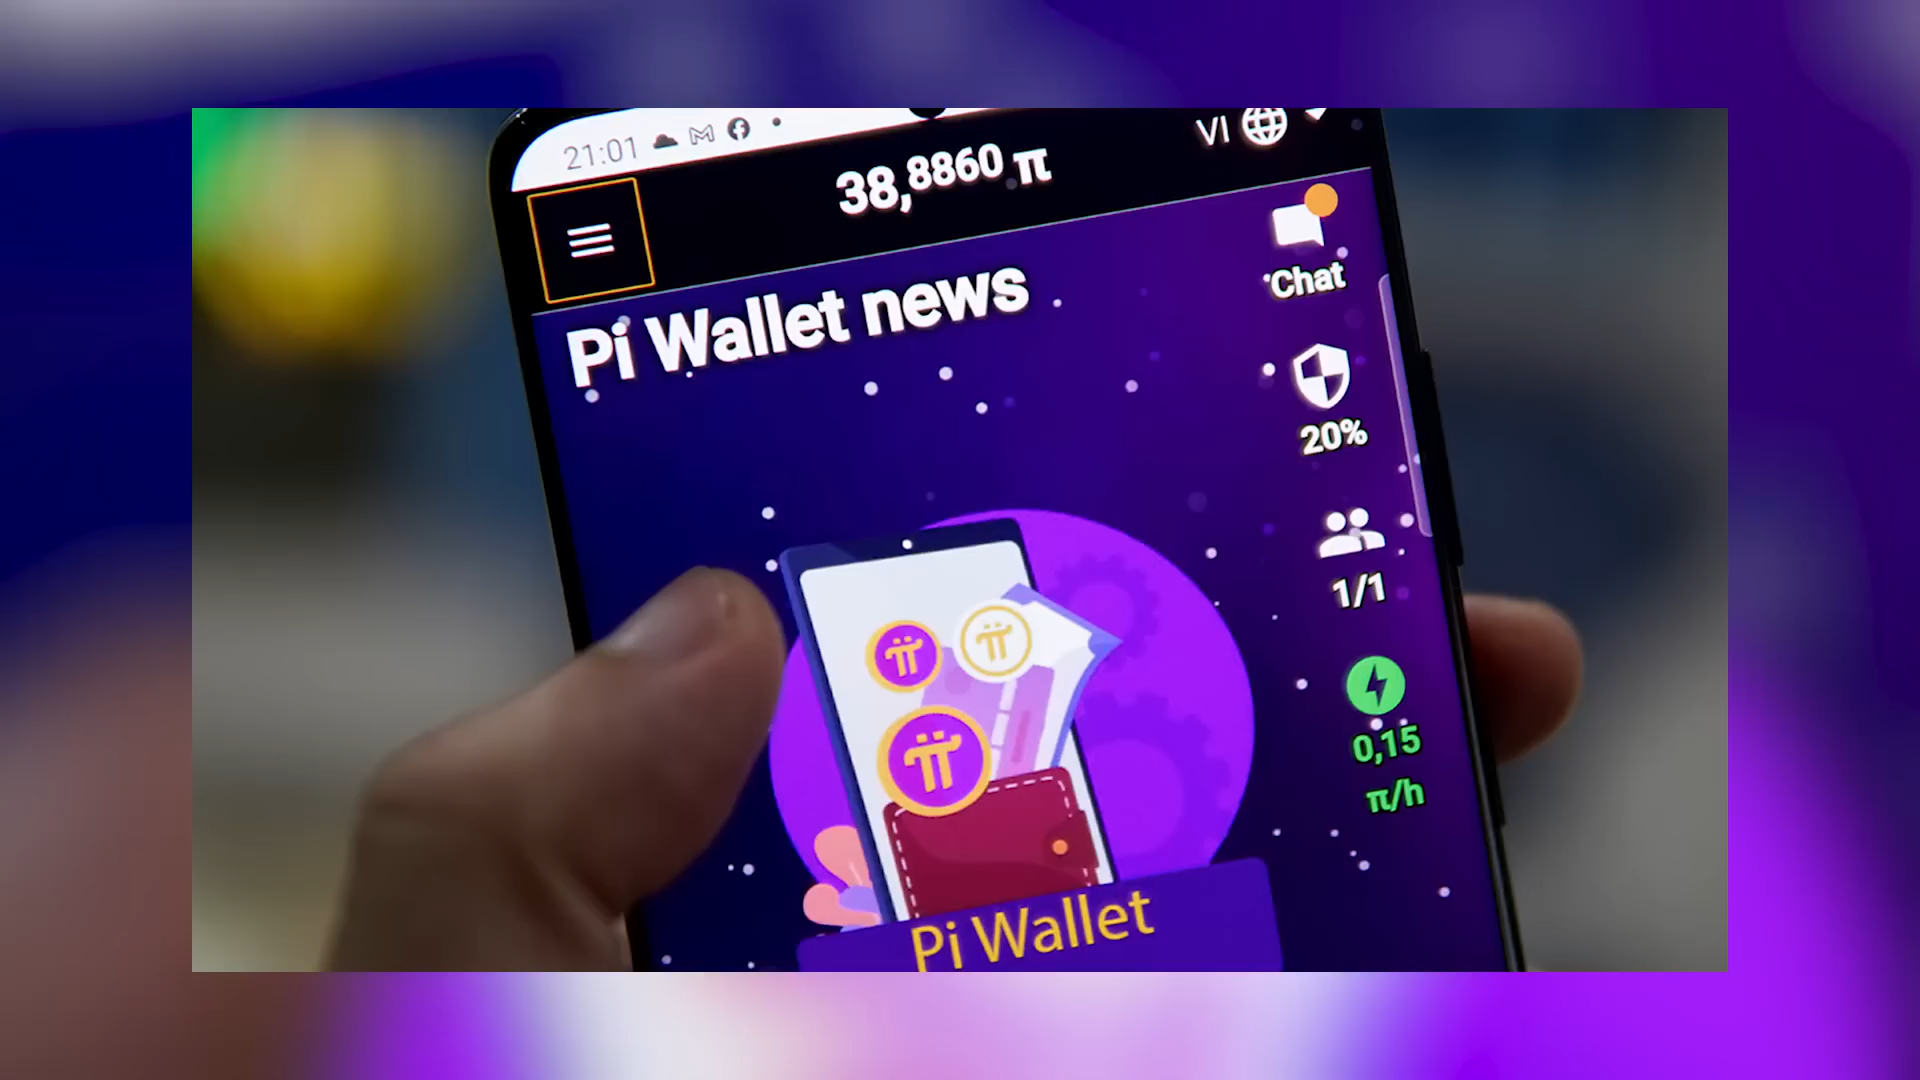 21:01
VI
38,8860 π
Pi Wallet news
Chat
20%
1/1
0,15
π/h
Pi Wallet